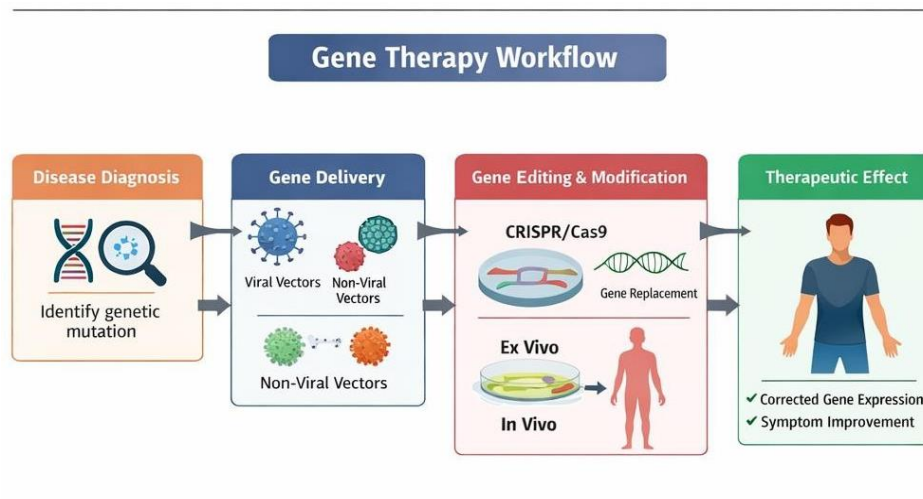 Gene Therapy Workflow
Disease Diagnosis
Identify genetic
mutation
Gene Delivery
Viral Vectors
Non-Viral
Vectors
Non-Viral Vectors
Gene Editing & Modification
CRISPR/Cas9
Gene Replacement
Ex Vivo
In Vivo
Therapeutic Effect
✓ Corrected Gene Expression
✓ Symptom Improvement